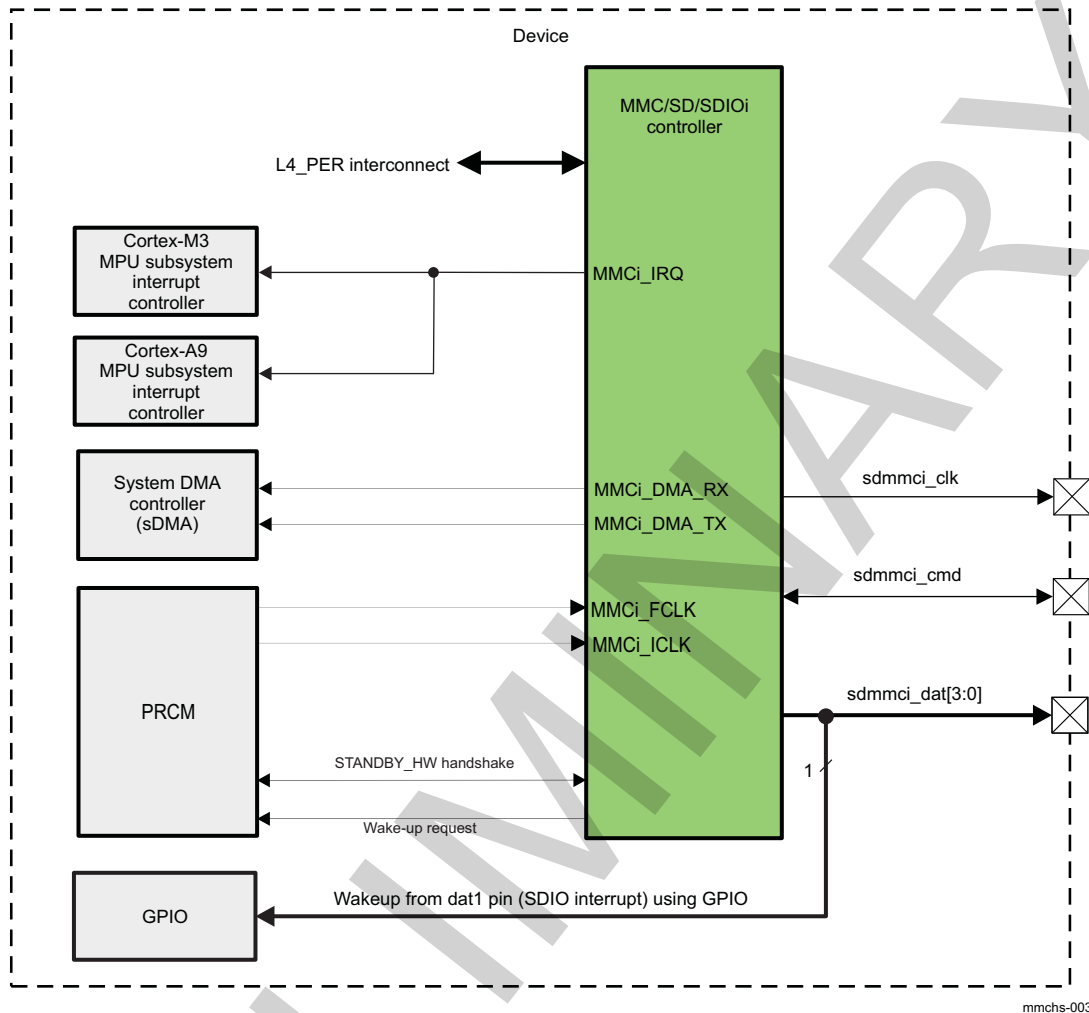 Device
MMC/SD/SDIOi
controller
L4_PER interconnect
Cortex-M3
MPU subsystem
interrupt
controller
MMCi_IRQ
Cortex-A9
MPU subsystem
interrupt
controller
System DMA
controller
(sDMA)
MMCi_DMA_RX
MMCi_DMA_TX
sdmmci_clk
sdmmci_cmd
MMCi_FCLK
MMCi_ICLK
PRCM
sdmmci_dat[3:0]
STANDBY_HW handshake
1
Wake-up request
Wakeup from dat1 pin (SDIO interrupt) using GPIO
GPIO
mmchs-003